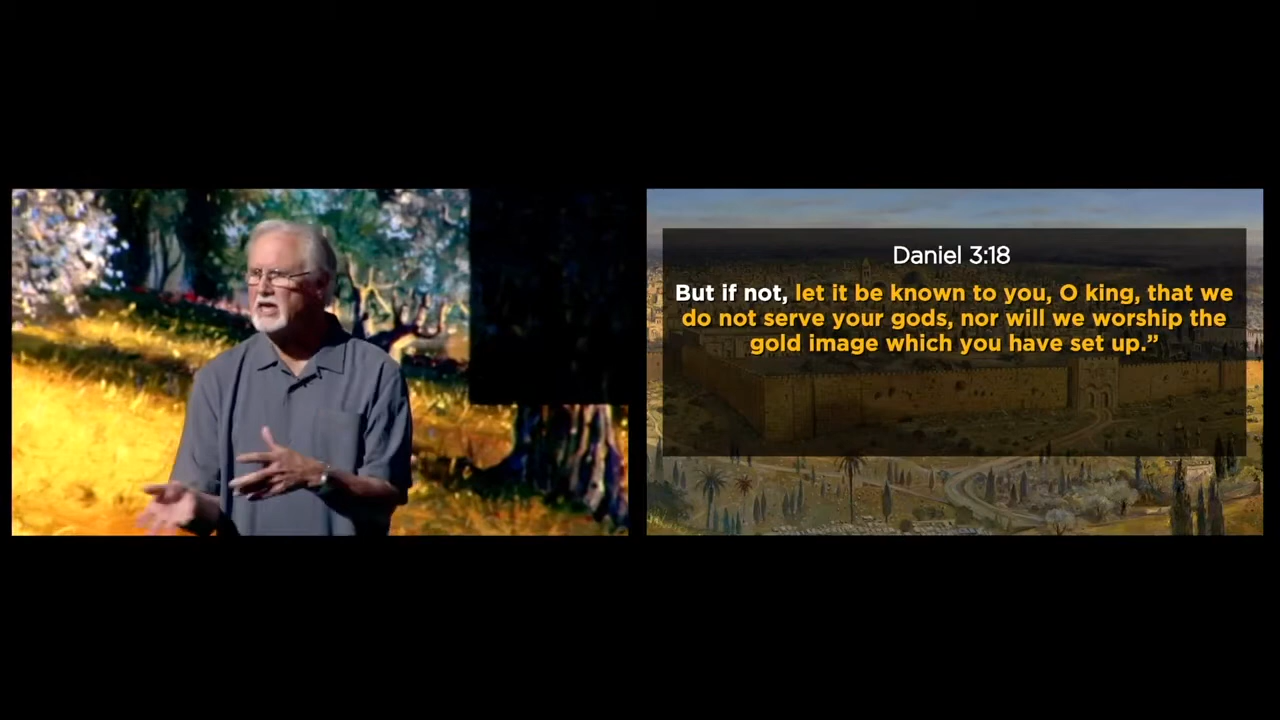 Daniel 3:18
But if not, let it be known to you, O king, that we
do not serve your gods, nor will we worship the
gold image which you have set up.”